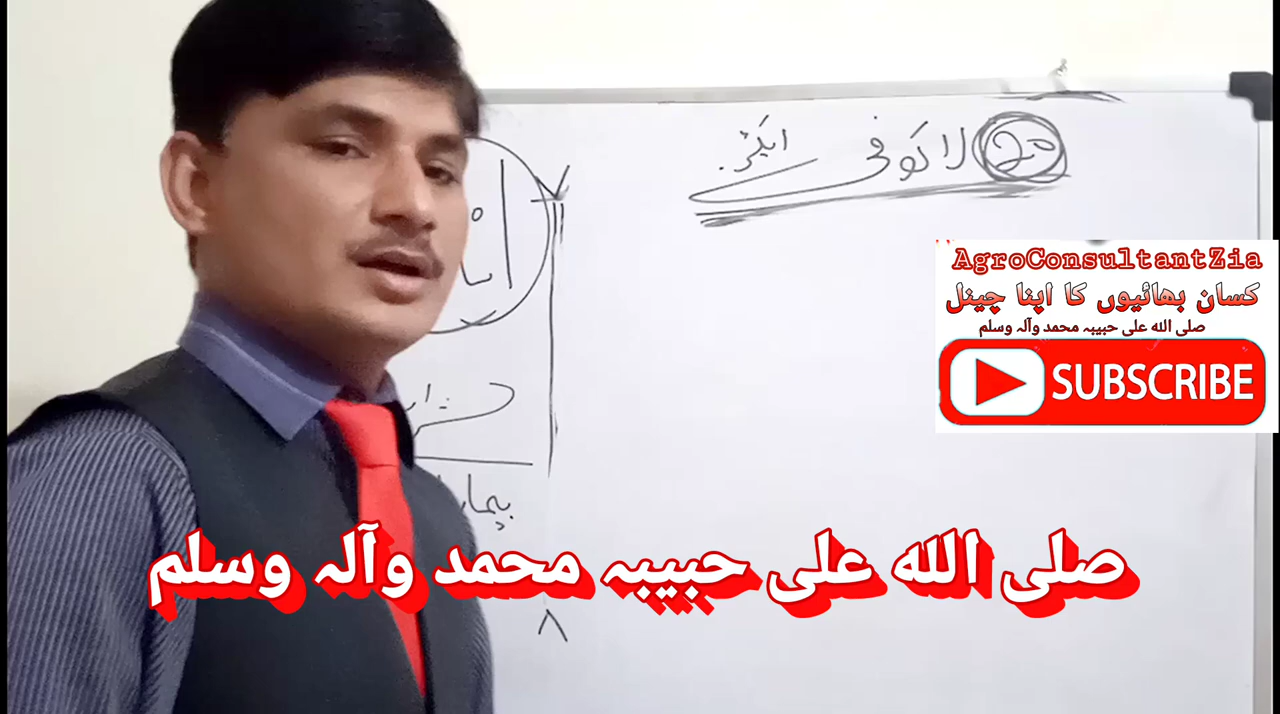 لاکو فی ایکڑ
AgroConsultantZia
کسان بھائیوں کا اپنا چینل
صلی اللہ علی حبیبہ محمد وآلہ وسلم
SUBSCRIBE
صلی اللہ علی حبیبہ محمد وآلہ وسلم
۸